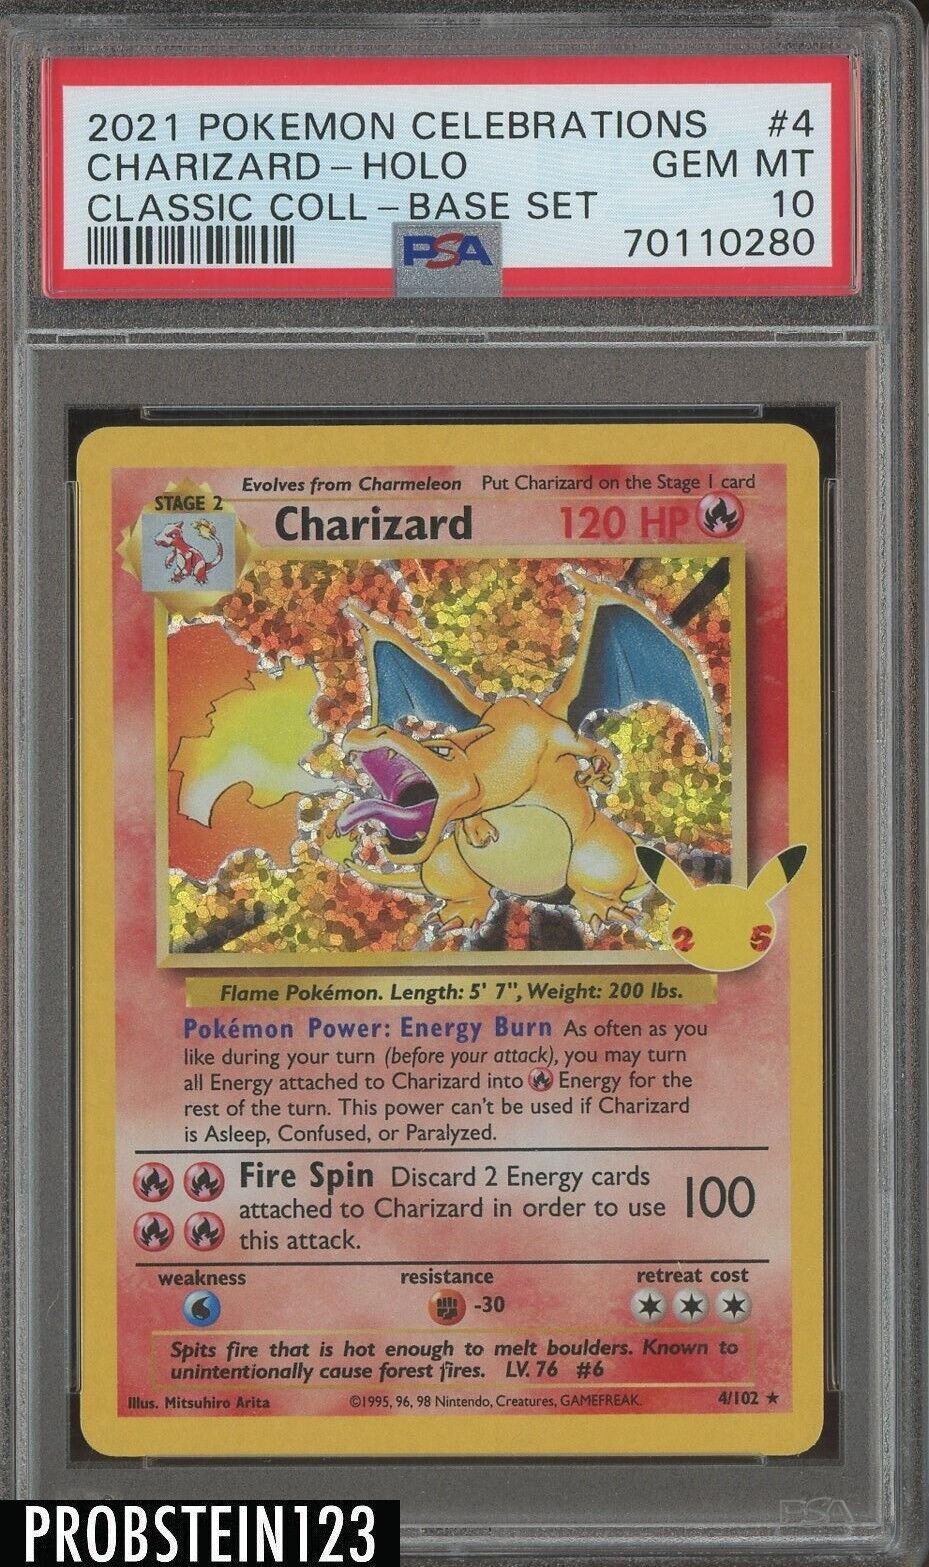 2021 POKEMON CELEBRATIONS #4
CHARIZARD-HOLO GEM MT
CLASSIC COLL-BASE SET 10
PSA 70110280
Evolves from Charmeleon Put Charizard on the Stage 1 card
STAGE 2
Charizard 120 HP
25
Flame Pokémon. Length: 5' 7", Weight: 200 lbs.
Pokémon Power: Energy Burn As often as you
like during your turn (before your attack), you may turn
all Energy attached to Charizard into Energy for the
rest of the turn. This power can't be used if Charizard
is Asleep, Confused, or Paralyzed.
Fire Spin Discard 2 Energy cards
attached to Charizard in order to use 100
this attack.
weakness resistance retreat cost
-30
Spits fire that is hot enough to melt boulders. Known to
unintentionally cause forest fires. LV. 76 #6
Illus. Mitsuhiro Arita ©1995, 96, 98 Nintendo, Creatures, GAMEFREAK. 4/102 ★
PSA
PROBSTEIN123